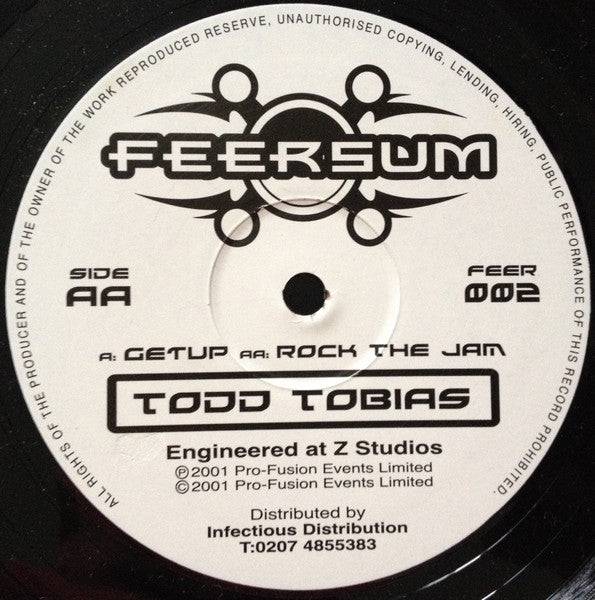 ALL RIGHTS OF THE PRODUCER AND OF THE OWNER OF THE WORK REPRODUCED RESERVE, UNAUTHORISED COPYING, LENDING, HIRING, PUBLIC PERFORMANCE OF THIS RECORD PROHIBITED.
FEERSUM
SIDE
AA
FEER
002
A: GETUP AA: ROCK THE JAM
TODD TOBIAS
Engineered at Z Studios
℗2001 Pro-Fusion Events Limited
©2001 Pro-Fusion Events Limited
Distributed by
Infectious Distribution
T:0207 4855383